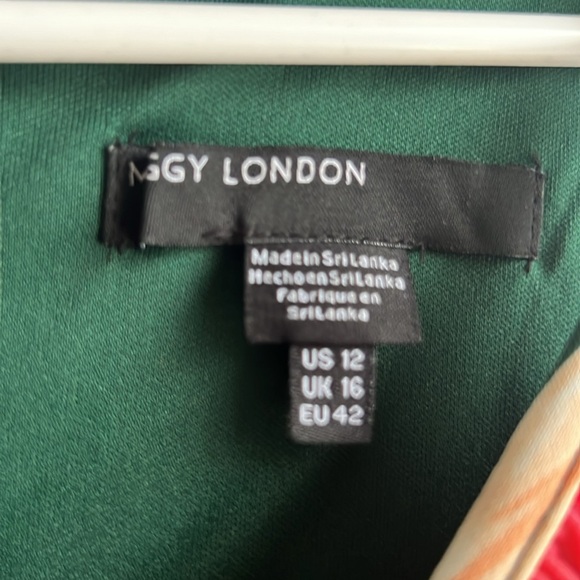 MGGY LONDON
Made in Sri Lanka
Hecho en Sri Lanka
Fabrique en
Sri Lanka
US 12
UK 16
EU 42